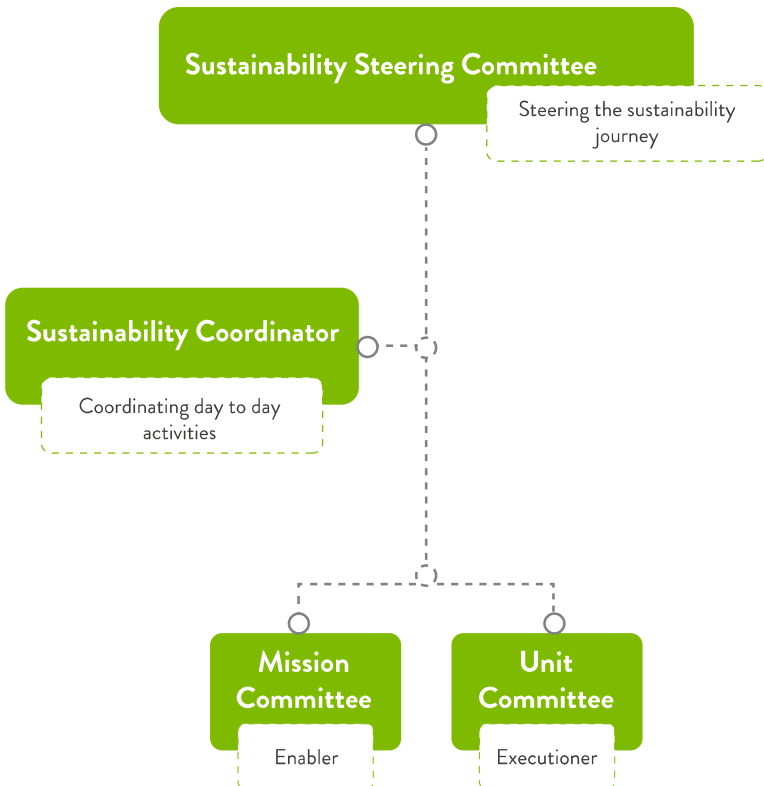 Sustainability Steering Committee
Steering the sustainability
journey
Sustainability Coordinator
Coordinating day to day
activities
Mission
Committee
Enabler
Unit
Committee
Executioner